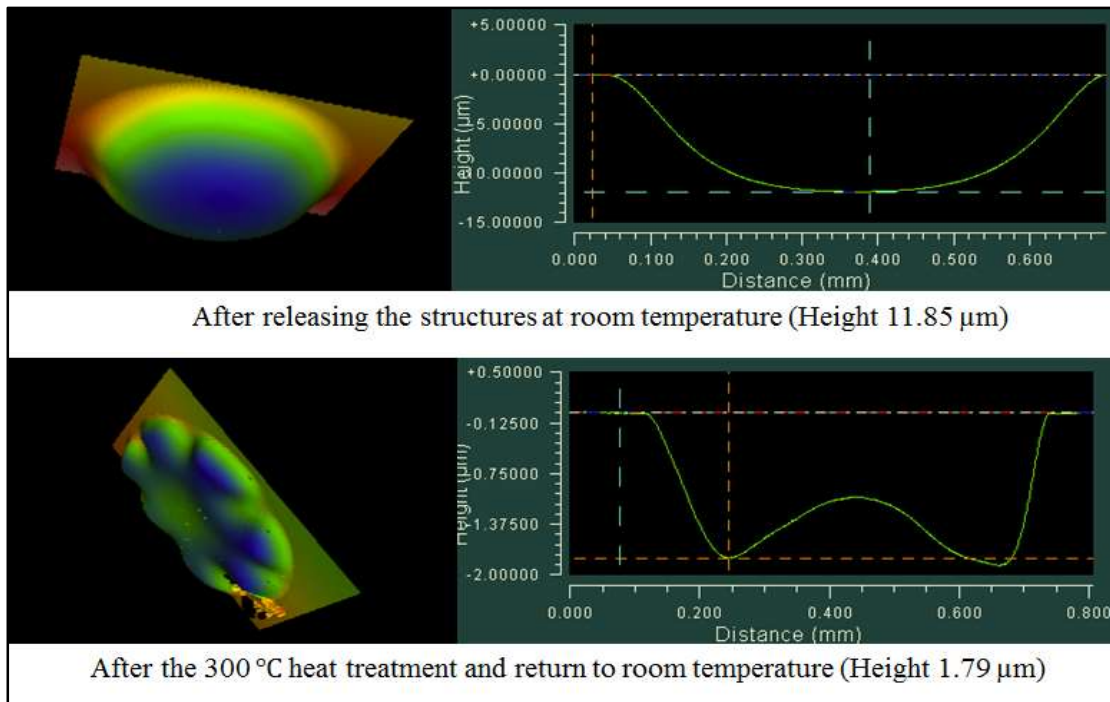 +5.00000
+0.00000
-5.00000
-10.00000
-15.00000
Height (µm)
0.000 0.100 0.200 0.300 0.400 0.500 0.600
Distance (mm)
After releasing the structures at room temperature (Height 11.85 µm)
+0.50000
-0.12500
-0.75000
-1.37500
-2.00000
Height (µm)
0.000 0.200 0.400 0.600 0.800
Distance (mm)
After the 300 °C heat treatment and return to room temperature (Height 1.79 µm)